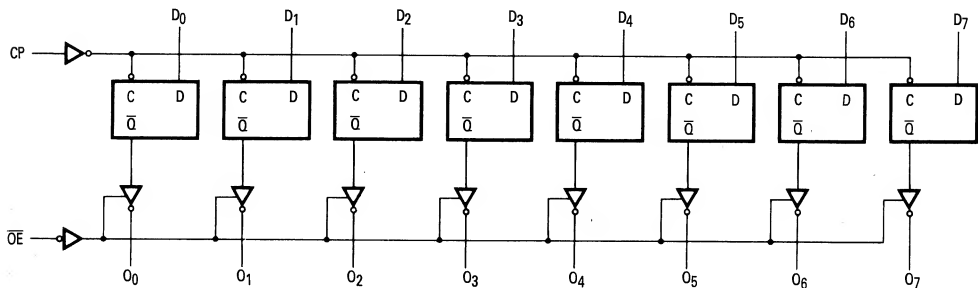 D0 D1 D2 D3 D4 D5 D6 D7
CP
C D C D C D C D C D C D C D C D
Q̅ Q̅ Q̅ Q̅ Q̅ Q̅ Q̅ Q̅
O̅E̅
O0 O1 O2 O3 O4 O5 O6 O7